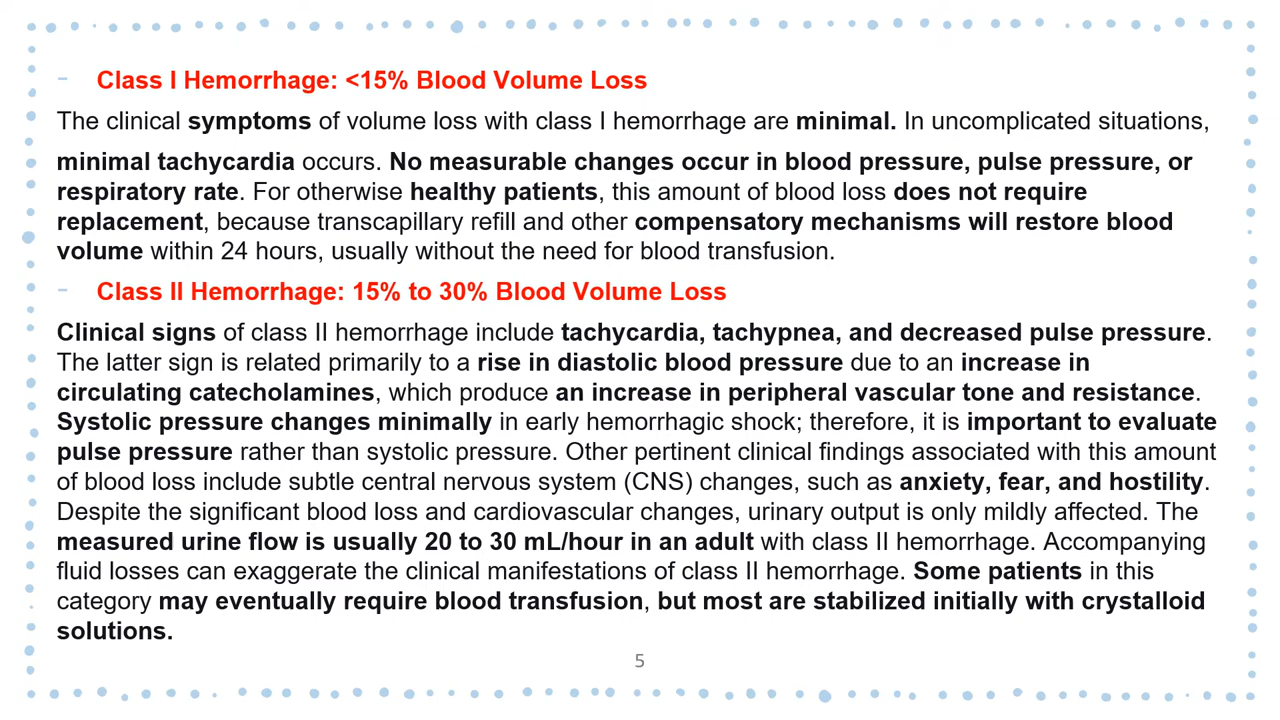 - Class I Hemorrhage: <15% Blood Volume Loss
The clinical symptoms of volume loss with class I hemorrhage are minimal. In uncomplicated situations,
minimal tachycardia occurs. No measurable changes occur in blood pressure, pulse pressure, or
respiratory rate. For otherwise healthy patients, this amount of blood loss does not require
replacement, because transcapillary refill and other compensatory mechanisms will restore blood
volume within 24 hours, usually without the need for blood transfusion.
- Class II Hemorrhage: 15% to 30% Blood Volume Loss
Clinical signs of class II hemorrhage include tachycardia, tachypnea, and decreased pulse pressure.
The latter sign is related primarily to a rise in diastolic blood pressure due to an increase in
circulating catecholamines, which produce an increase in peripheral vascular tone and resistance.
Systolic pressure changes minimally in early hemorrhagic shock; therefore, it is important to evaluate
pulse pressure rather than systolic pressure. Other pertinent clinical findings associated with this amount
of blood loss include subtle central nervous system (CNS) changes, such as anxiety, fear, and hostility.
Despite the significant blood loss and cardiovascular changes, urinary output is only mildly affected. The
measured urine flow is usually 20 to 30 mL/hour in an adult with class II hemorrhage. Accompanying
fluid losses can exaggerate the clinical manifestations of class II hemorrhage. Some patients in this
category may eventually require blood transfusion, but most are stabilized initially with crystalloid
solutions.
5